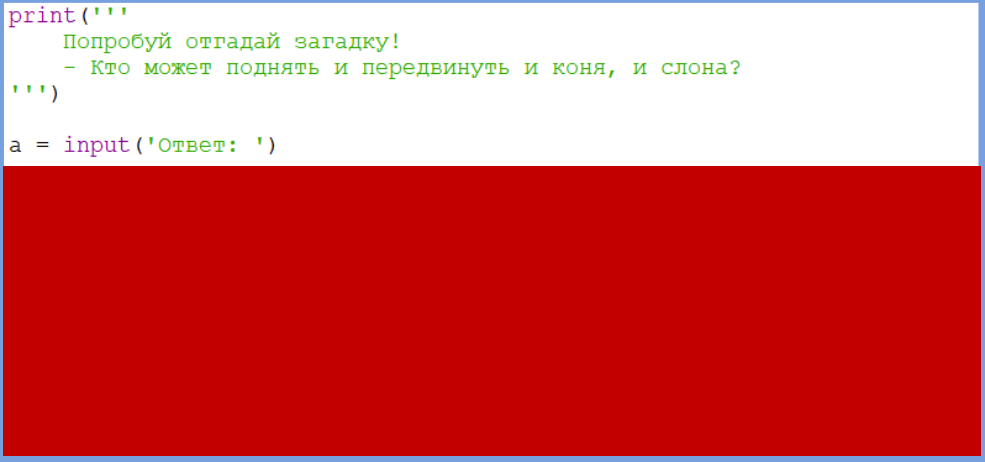 print('''
    Попробуй отгадай загадку!
    - Кто может поднять и передвинуть и коня, и слона?
''')
a = input('Ответ: ')